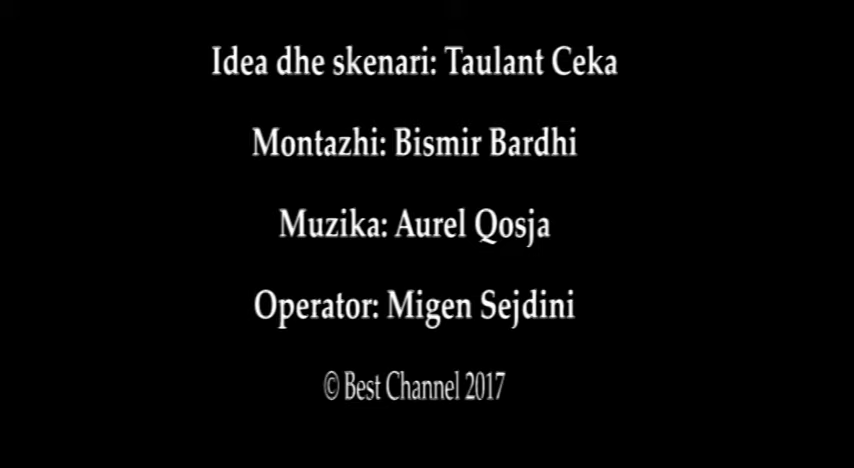 Idea dhe skenari: Taulant Ceka
Montazhi: Bismir Bardhi
Muzika: Aurel Qosja
Operator: Migen Sejdini
© Best Channel 2017